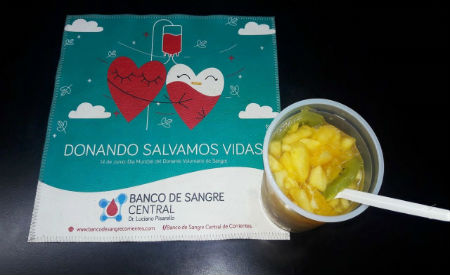 DONANDO SALVAMOS VIDAS
14 de Junio: Día Mundial del Donante Voluntario de Sangre
BANCO DE SANGRE
CENTRAL
Dr. Luciano Pisarello
www.bancodesangrecorrientes.com
Banco de Sangre Central de Corrientes